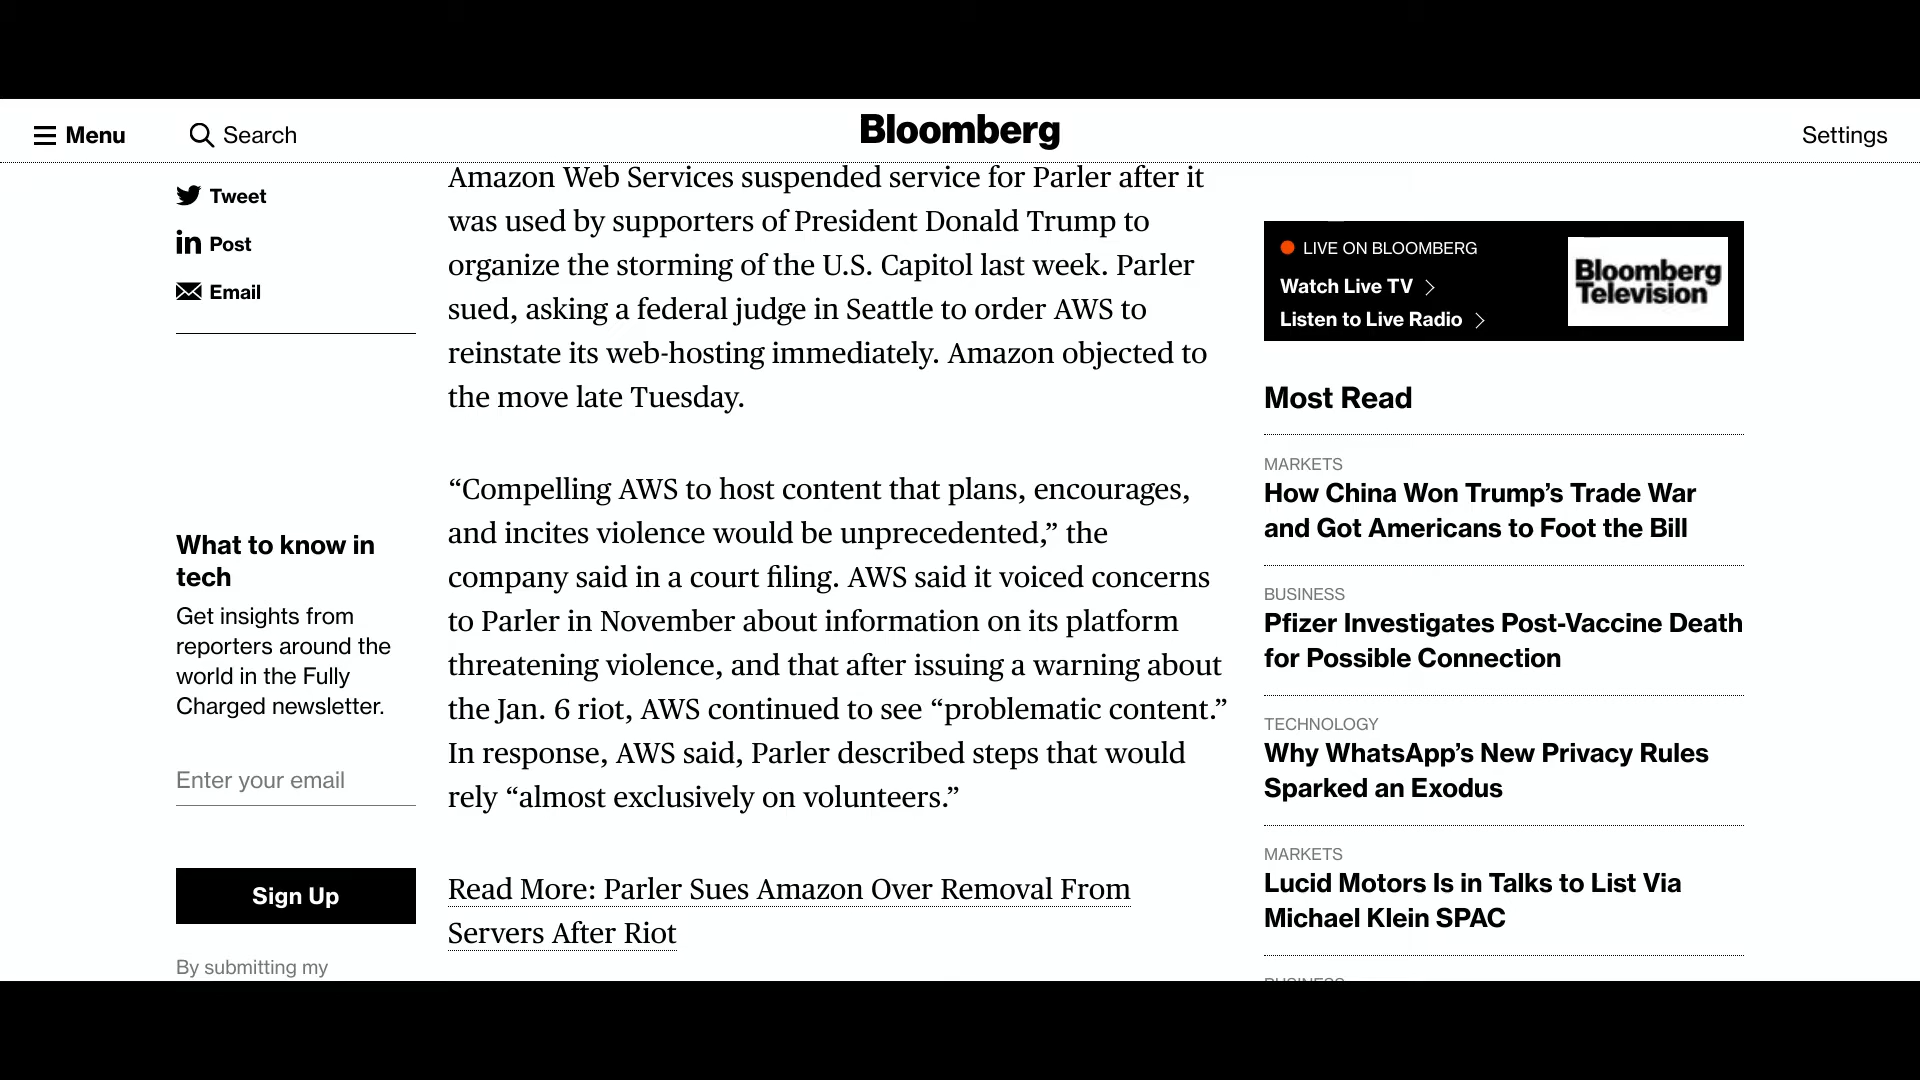 Menu
Search
Bloomberg
Settings
Tweet
Post
Email
What to know in
tech
Get insights from
reporters around the
world in the Fully
Charged newsletter.
Enter your email
Sign Up
By submitting my
Amazon Web Services suspended service for Parler after it
was used by supporters of President Donald Trump to
organize the storming of the U.S. Capitol last week. Parler
sued, asking a federal judge in Seattle to order AWS to
reinstate its web-hosting immediately. Amazon objected to
the move late Tuesday.
“Compelling AWS to host content that plans, encourages,
and incites violence would be unprecedented,” the
company said in a court filing. AWS said it voiced concerns
to Parler in November about information on its platform
threatening violence, and that after issuing a warning about
the Jan. 6 riot, AWS continued to see “problematic content.”
In response, AWS said, Parler described steps that would
rely “almost exclusively on volunteers.”
Read More: Parler Sues Amazon Over Removal From
Servers After Riot
LIVE ON BLOOMBERG
Watch Live TV
Listen to Live Radio
Bloomberg
Television
Most Read
MARKETS
How China Won Trump’s Trade War
and Got Americans to Foot the Bill
BUSINESS
Pfizer Investigates Post-Vaccine Death
for Possible Connection
TECHNOLOGY
Why WhatsApp’s New Privacy Rules
Sparked an Exodus
MARKETS
Lucid Motors Is in Talks to List Via
Michael Klein SPAC